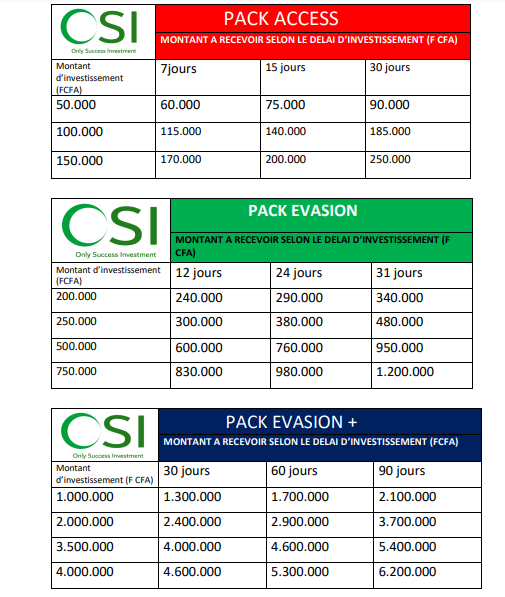 OSI
Only Success Investment
PACK ACCESS
MONTANT A RECEVOIR SELON LE DELAI D'INVESTISSEMENT (F CFA)
Montant
d'investissement
(FCFA)
7jours
15 jours
30 jours
50.000
60.000
75.000
90.000
100.000
115.000
140.000
185.000
150.000
170.000
200.000
250.000
OSI
Only Success Investment
PACK EVASION
MONTANT A RECEVOIR SELON LE DELAI D'INVESTISSEMENT (F
CFA)
Montant d'investissement
(FCFA)
12 jours
24 jours
31 jours
200.000
240.000
290.000
340.000
250.000
300.000
380.000
480.000
500.000
600.000
760.000
950.000
750.000
830.000
980.000
1.200.000
OSI
Only Success Investment
PACK EVASION +
MONTANT A RECEVOIR SELON LE DELAI D'INVESTISSEMENT (FCFA)
Montant
d'investissement (F CFA)
30 jours
60 jours
90 jours
1.000.000
1.300.000
1.700.000
2.100.000
2.000.000
2.400.000
2.900.000
3.700.000
3.500.000
4.000.000
4.600.000
5.400.000
4.000.000
4.600.000
5.300.000
6.200.000